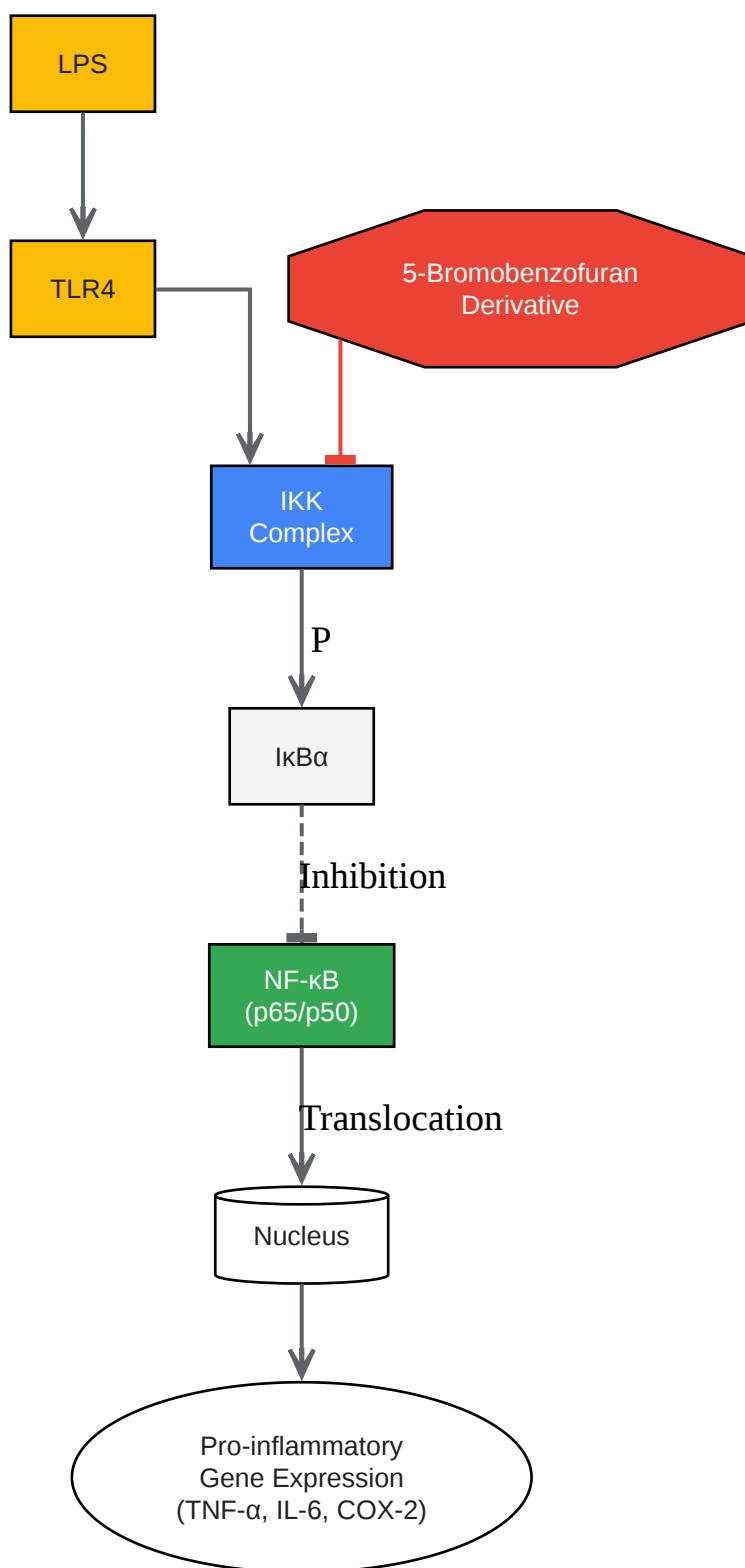 LPS
TLR4
5-Bromobenzofuran
Derivative
IKK
Complex
P
IκBα
Inhibition
NF-κB
(p65/p50)
Translocation
Nucleus
Pro-inflammatory
Gene Expression
(TNF-α, IL-6, COX-2)